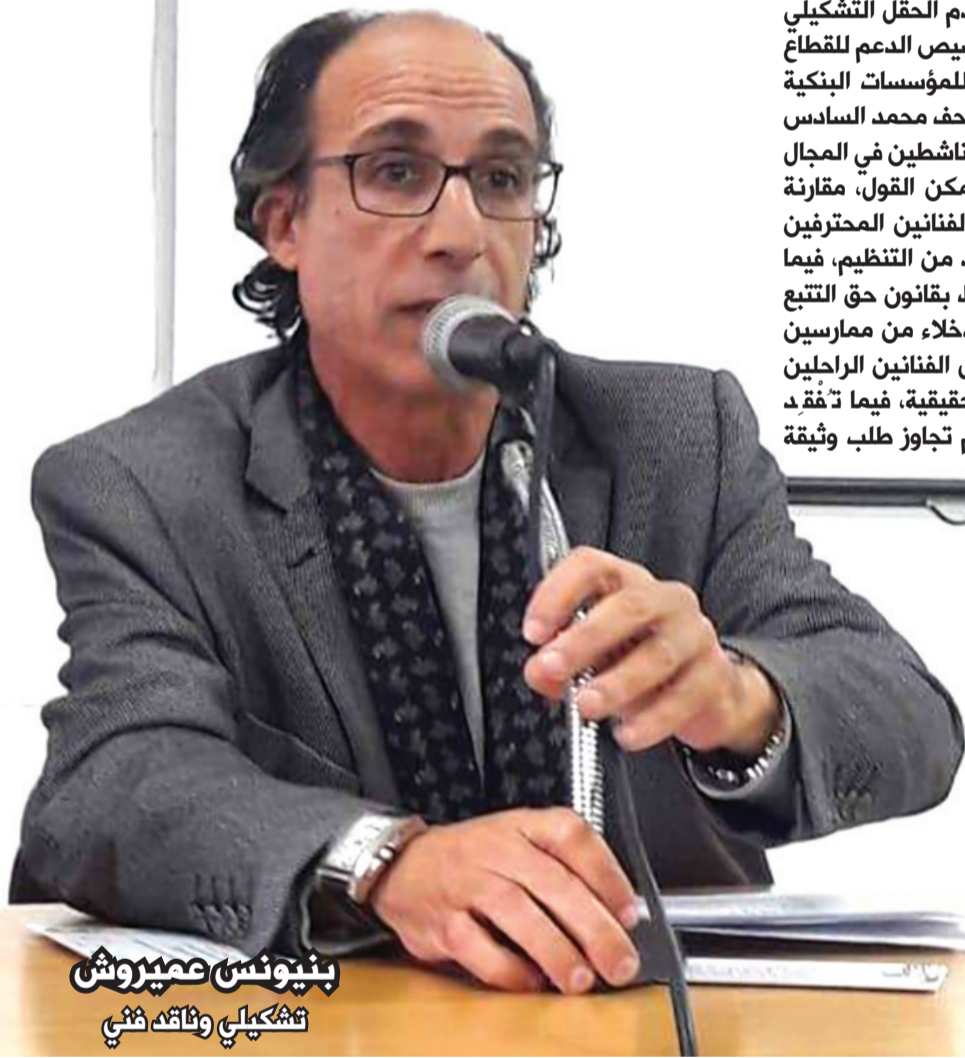 دم الحقل التشكيلي
صيص الدعم للقطاع
للمؤسسات البنكية
حف محمد السادس
ناشطين في المجال
مكن القول، مقارنة
لفنانين المحترفين
من التنظيم، فيما
بقانون حق التتبع
خلاء من ممارسين
الفنانين الراحلين
حقيقية، فيما تُفْقِد
تجاوز طلب وثيقة
بنيونس عميروش
تشكيلي وناقد فني